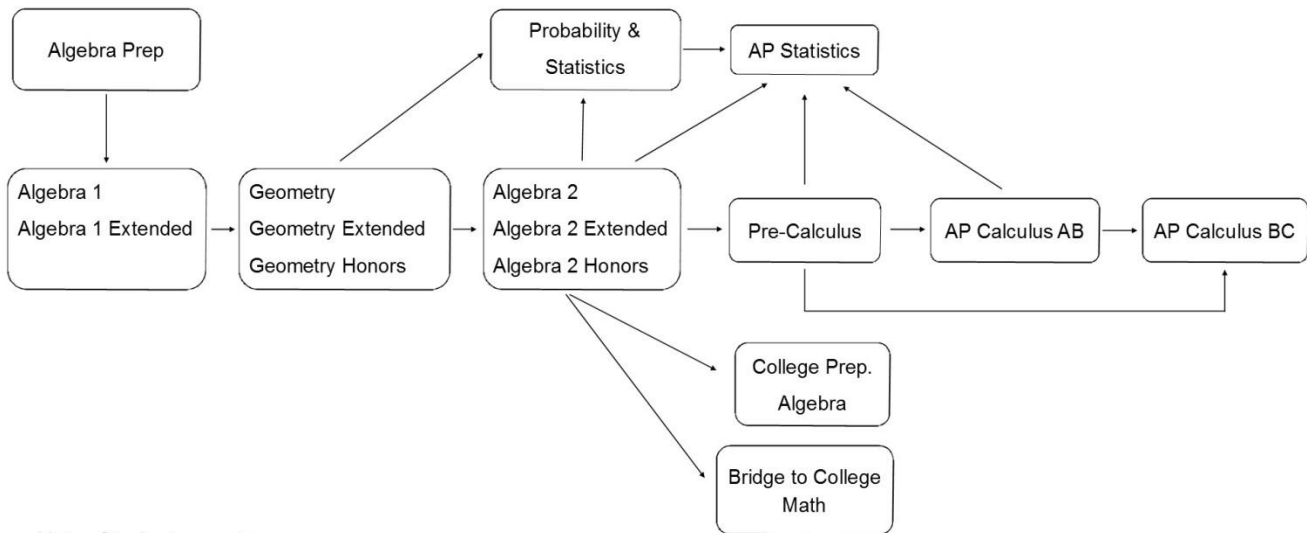 Algebra Prep
Probability &
Statistics
AP Statistics
Algebra 1
Algebra 1 Extended
Geometry
Geometry Extended
Geometry Honors
Algebra 2
Algebra 2 Extended
Algebra 2 Honors
Pre-Calculus
AP Calculus AB
AP Calculus BC
College Prep.
Algebra
Bridge to College
Math